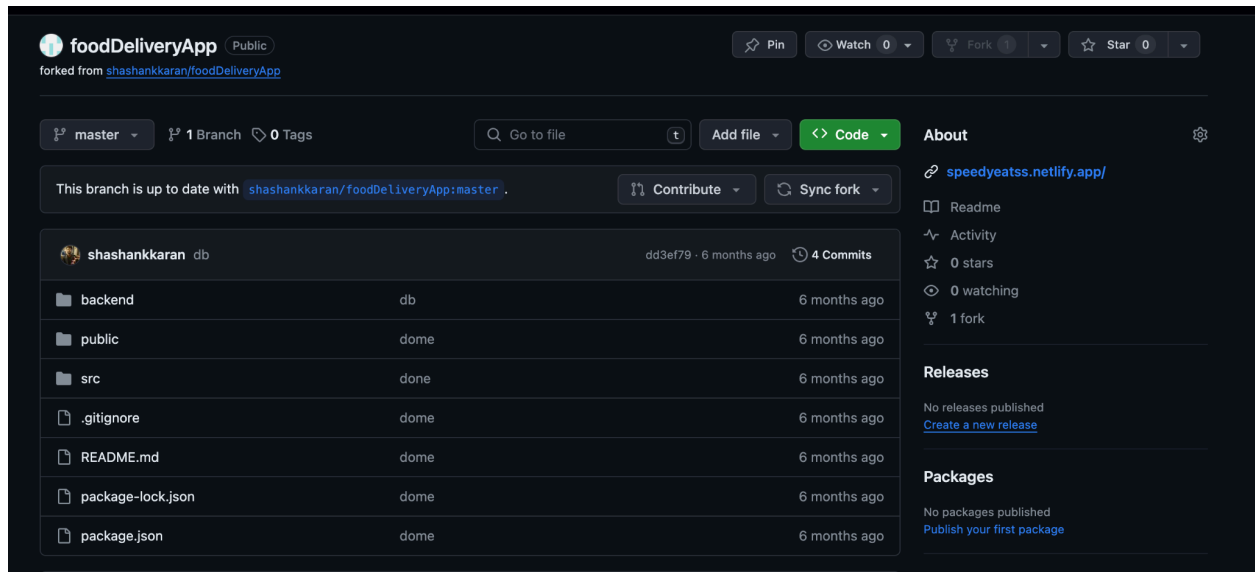 foodDeliveryApp Public
Pin Watch 0 Fork 1 Star 0
forked from shashankkaran/foodDeliveryApp
master 1 Branch 0 Tags Go to file t Add file Code
This branch is up to date with shashankkaran/foodDeliveryApp:master . Contribute Sync fork
shashankkaran db dd3ef79 · 6 months ago 4 Commits
backend db 6 months ago
public dome 6 months ago
src done 6 months ago
.gitignore dome 6 months ago
README.md dome 6 months ago
package-lock.json dome 6 months ago
package.json dome 6 months ago
About
speedyeatss.netlify.app/
Readme
Activity
0 stars
0 watching
1 fork
Releases
No releases published
Create a new release
Packages
No packages published
Publish your first package